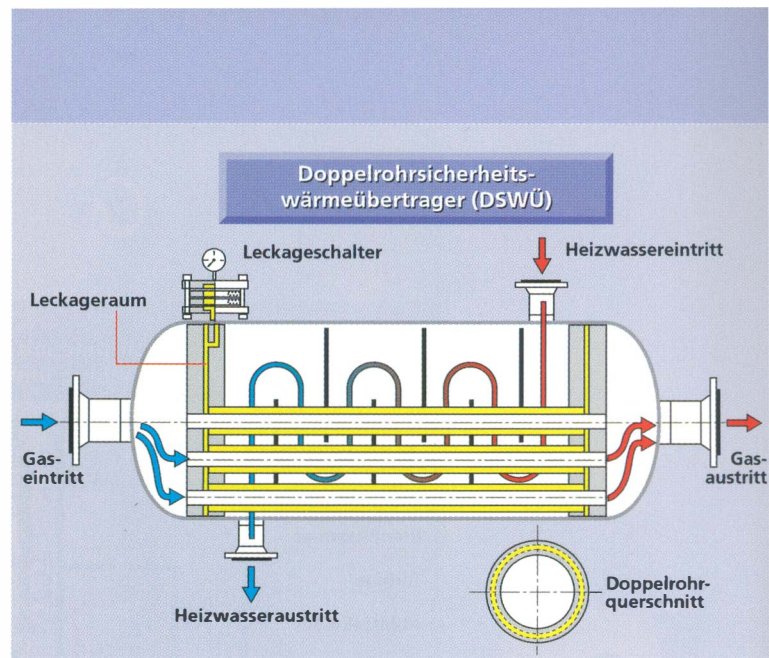 Doppelrohrsicherheits-
wärmeübertrager (DSWÜ)
Leckageschalter
Heizwassereintritt
Leckageraum
Gas-
eintritt
Gas-
austritt
Heizwasseraustritt
Doppelrohr-
querschnitt